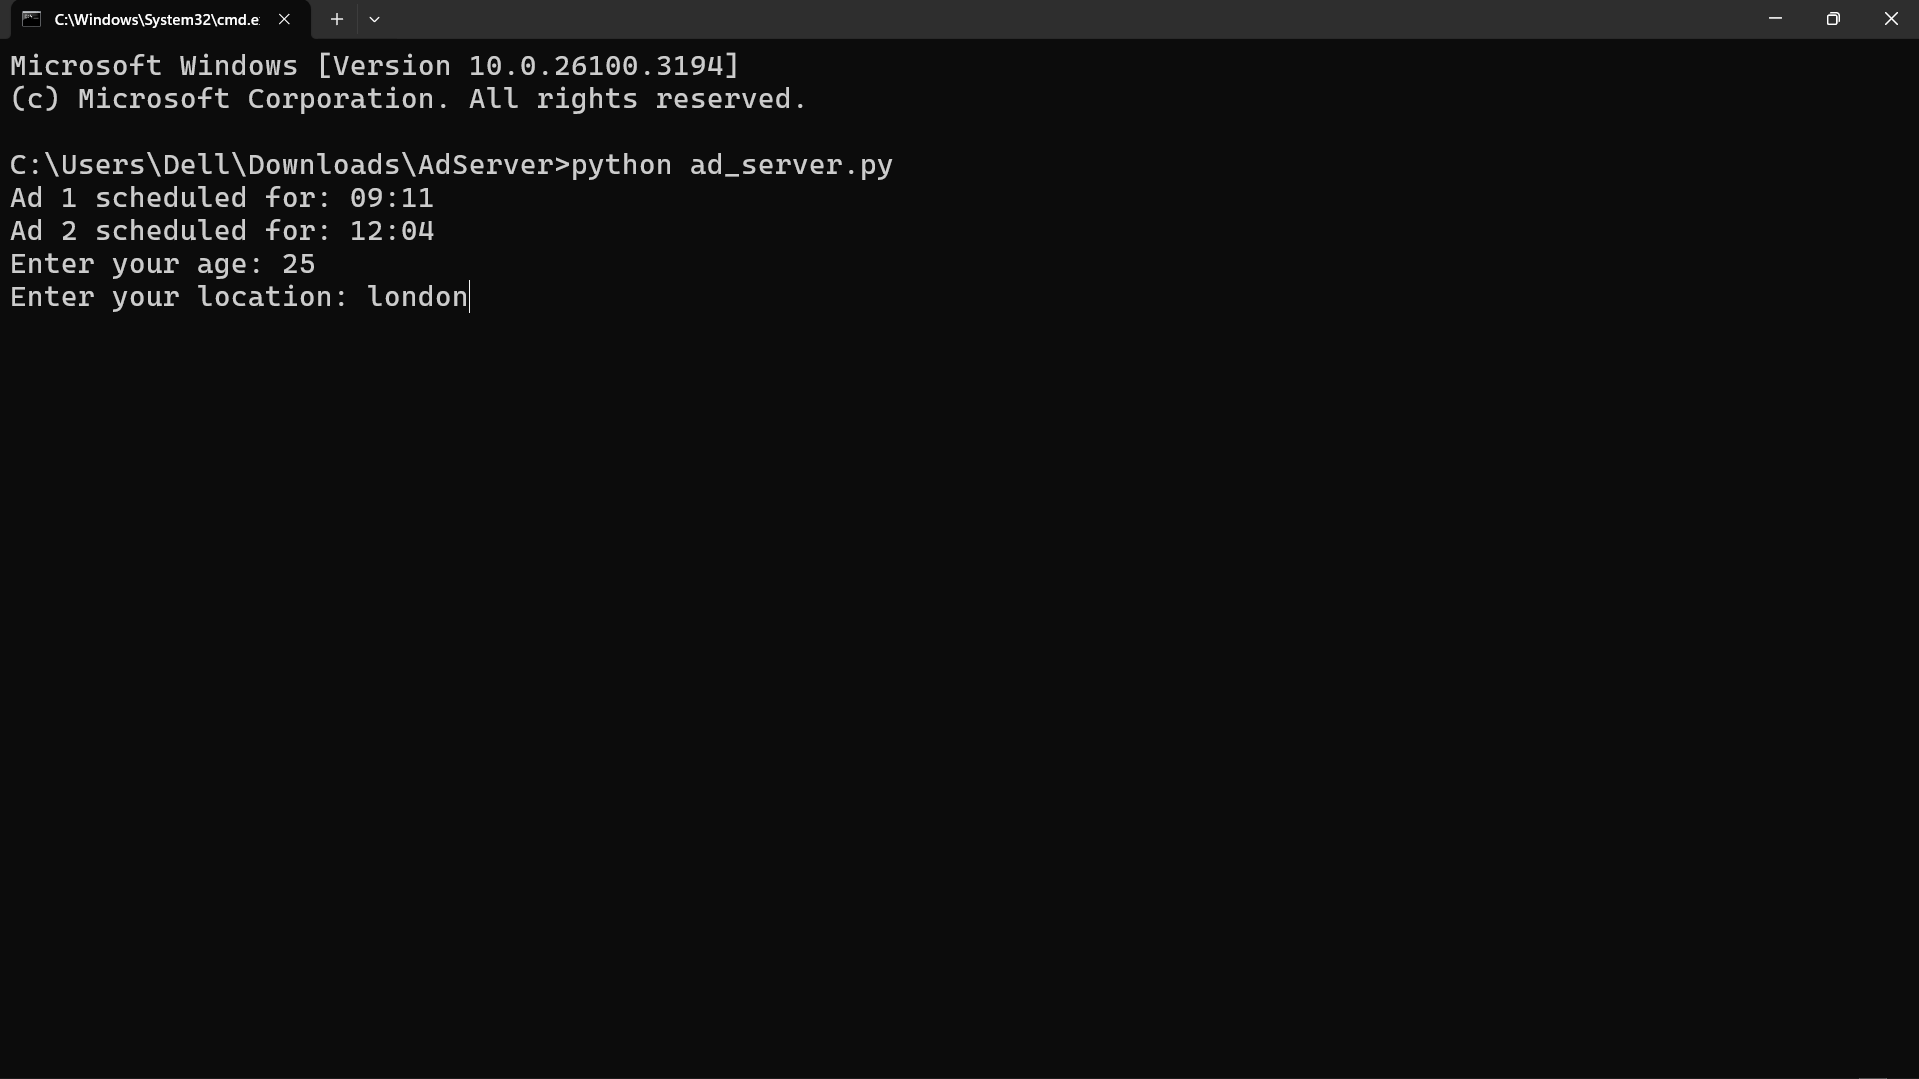 C:\Windows\System32\cmd.e
Microsoft Windows [Version 10.0.26100.3194]
(c) Microsoft Corporation. All rights reserved.
C:\Users\Dell\Downloads\AdServer>python ad_server.py
Ad 1 scheduled for: 09:11
Ad 2 scheduled for: 12:04
Enter your age: 25
Enter your location: london